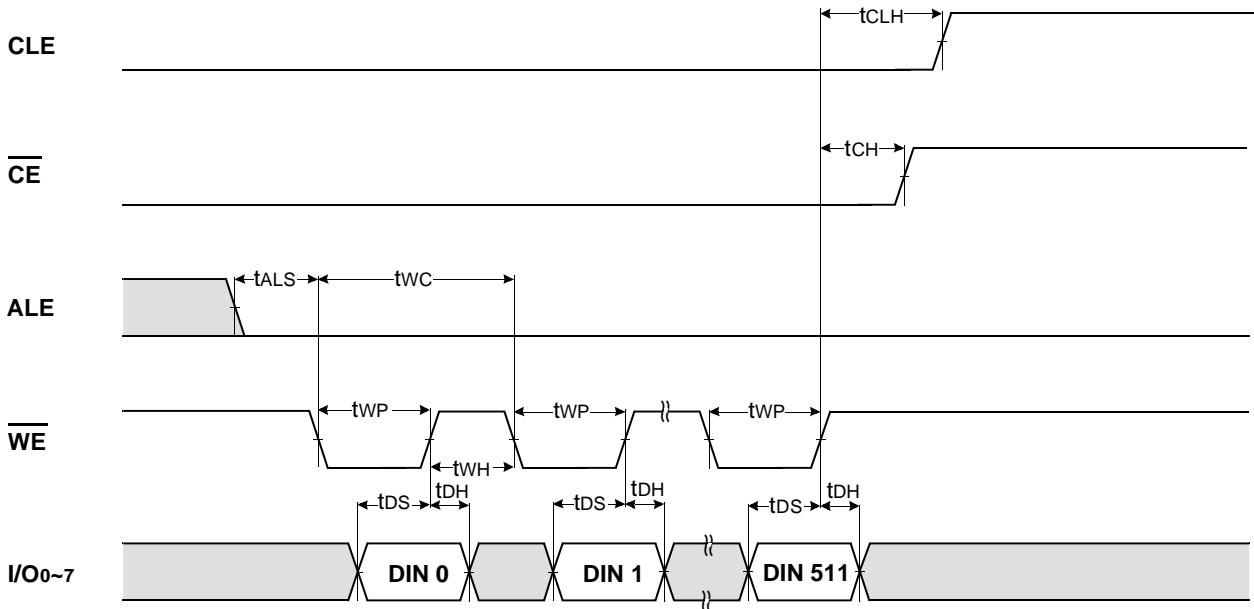 CLE
tCLH
CE
tCH
ALE
tALS
tWC
WE
tWP
tWP
tWP
tWH
tDS
tDH
tDS
tDH
tDS
tDH
I/O0~7
DIN 0
DIN 1
DIN 511